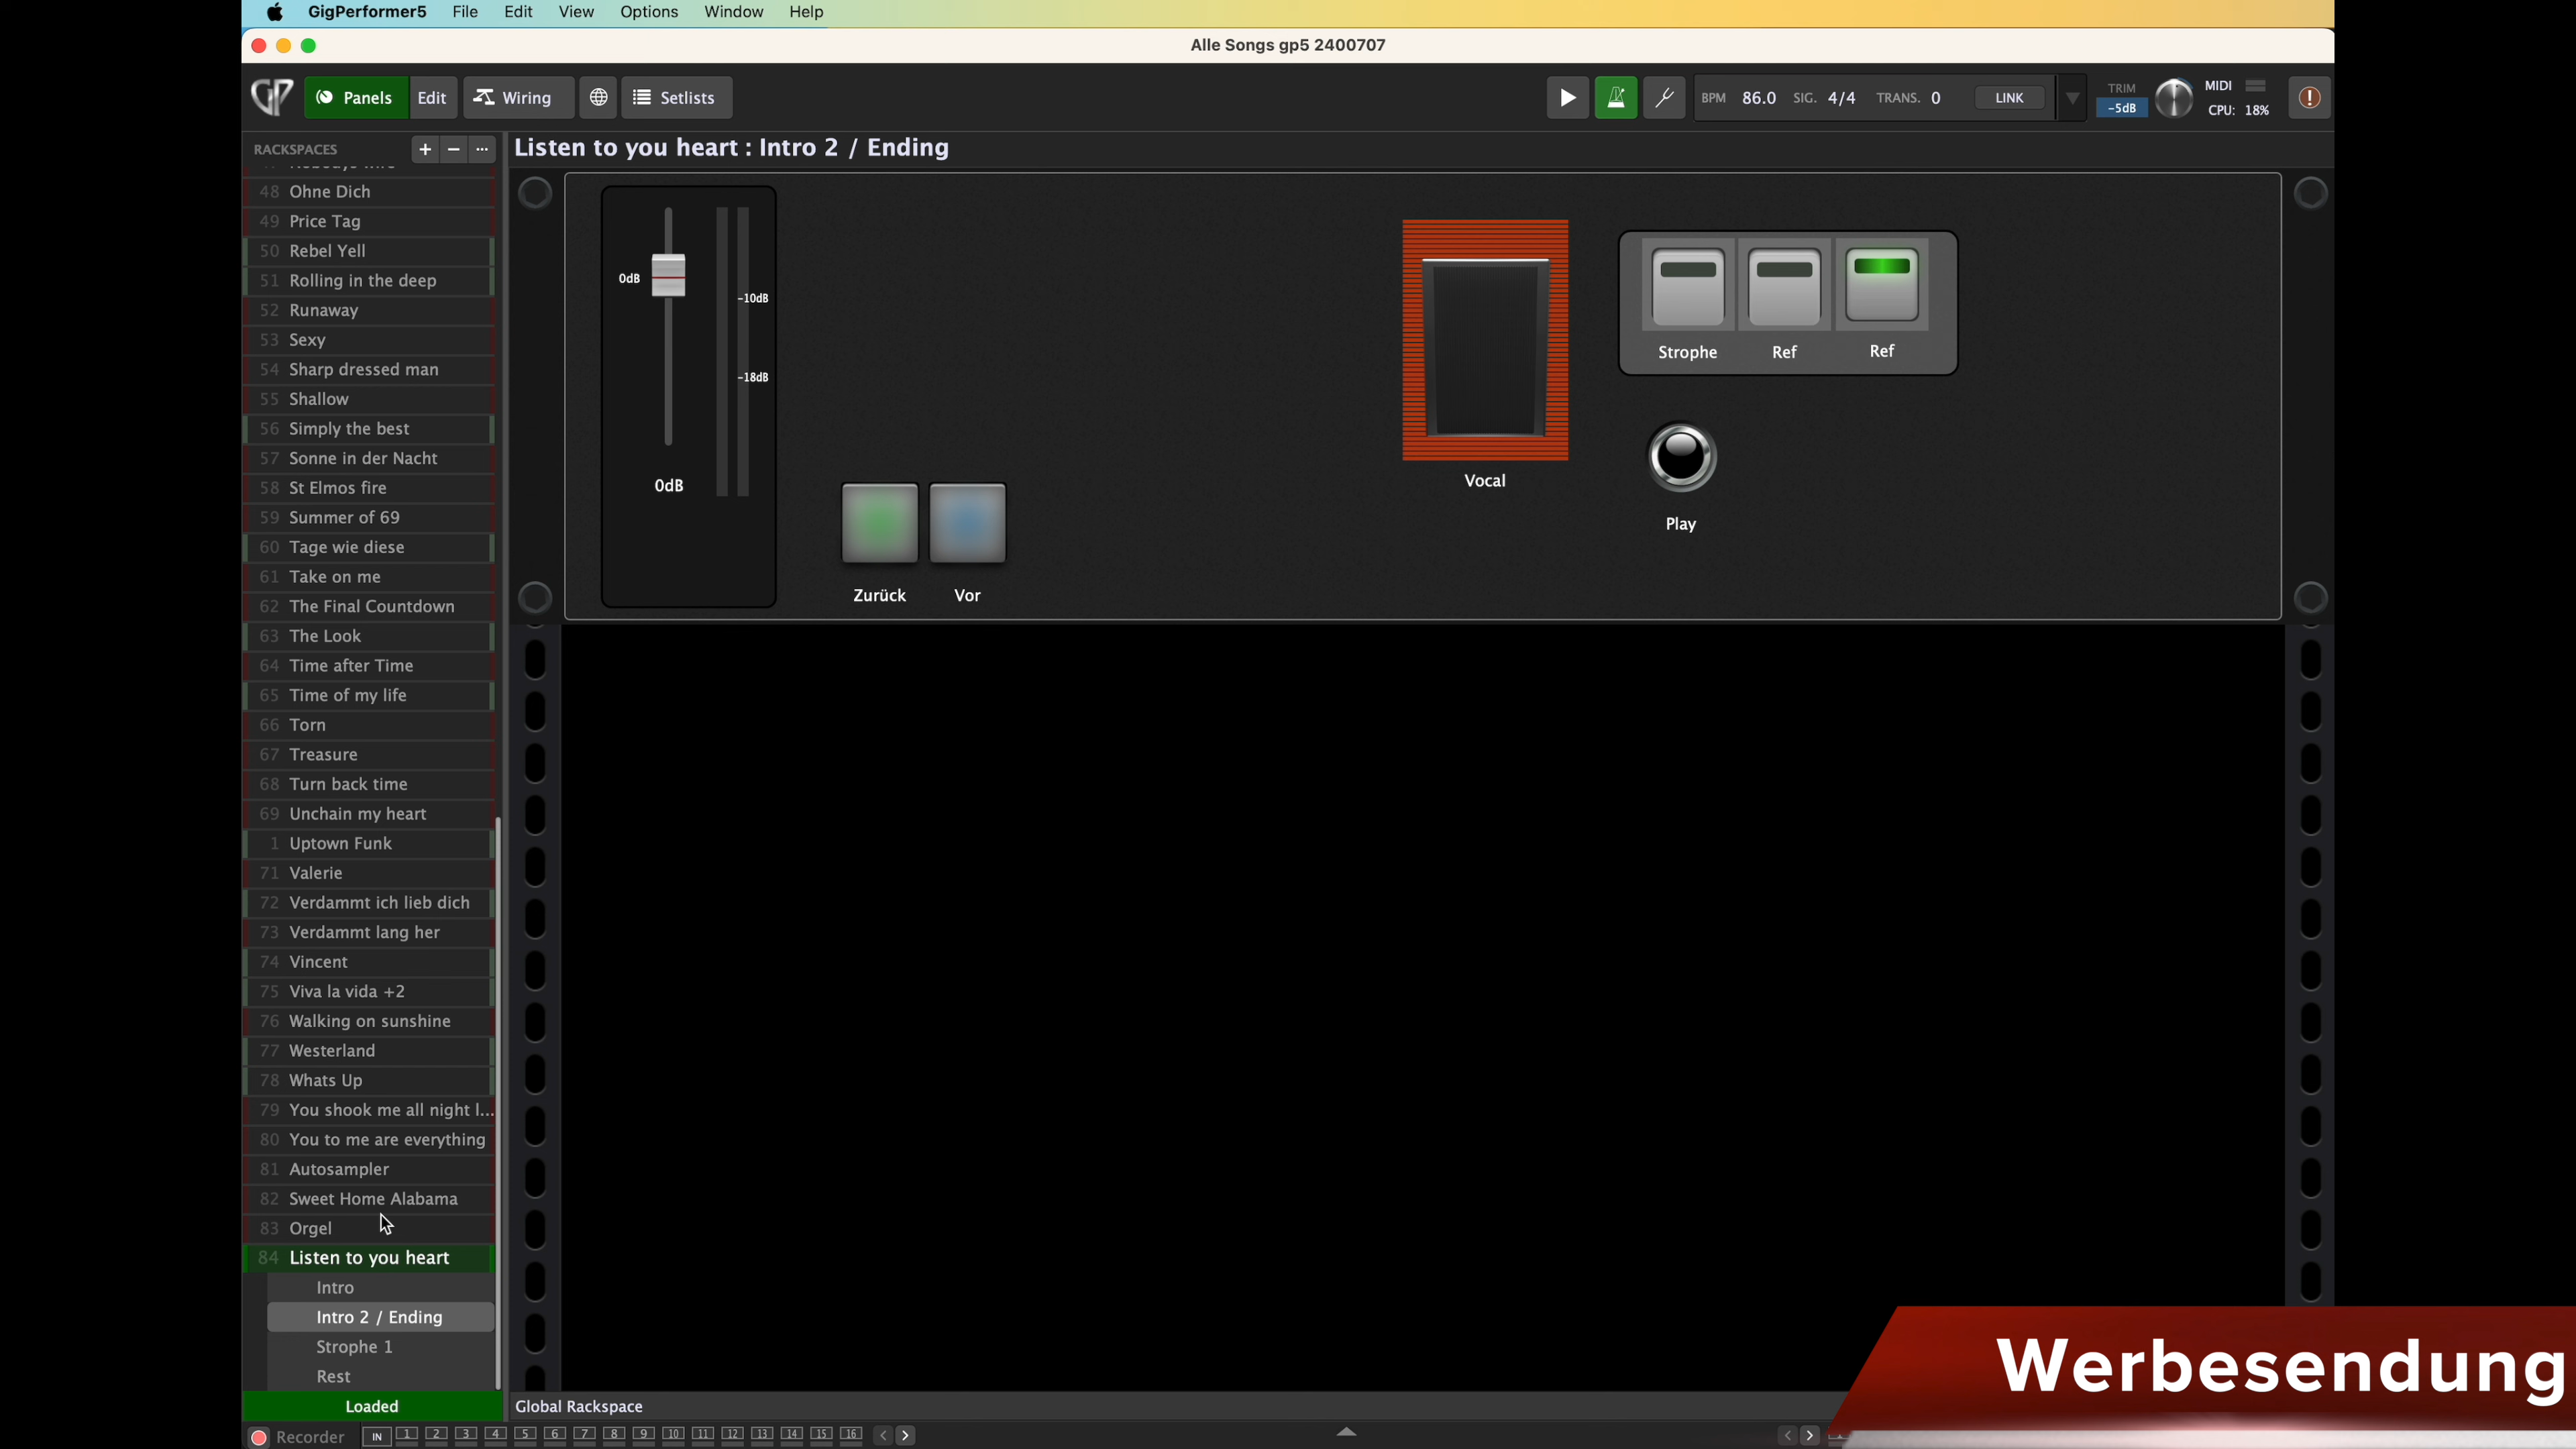 GigPerformer5 File Edit View Options Window Help
Alle Songs gp5 2400707
GP Panels Edit Wiring Setlists BPM 86.0 SIG. 4/4 TRANS. 0 LINK TRIM -5dB MIDI CPU: 18%
RACKSPACES + − ...
Listen to you heart : Intro 2 / Ending
48 Ohne Dich
49 Price Tag
50 Rebel Yell
51 Rolling in the deep
52 Runaway
53 Sexy
54 Sharp dressed man
55 Shallow
56 Simply the best
57 Sonne in der Nacht
58 St Elmos fire
59 Summer of 69
60 Tage wie diese
61 Take on me
62 The Final Countdown
63 The Look
64 Time after Time
65 Time of my life
66 Torn
67 Treasure
68 Turn back time
69 Unchain my heart
1 Uptown Funk
71 Valerie
72 Verdammt ich lieb dich
73 Verdammt lang her
74 Vincent
75 Viva la vida +2
76 Walking on sunshine
77 Westerland
78 Whats Up
79 You shook me all night l...
80 You to me are everything
81 Autosampler
82 Sweet Home Alabama
83 Orgel
84 Listen to you heart
Intro
Intro 2 / Ending
Strophe 1
Rest
Loaded
0dB
-10dB
-18dB
0dB
Zurück Vor
Vocal
Strophe Ref Ref
Play
Global Rackspace
Recorder IN 1 2 3 4 5 6 7 8 9 10 11 12 13 14 15 16 < > < >
Werbesendung